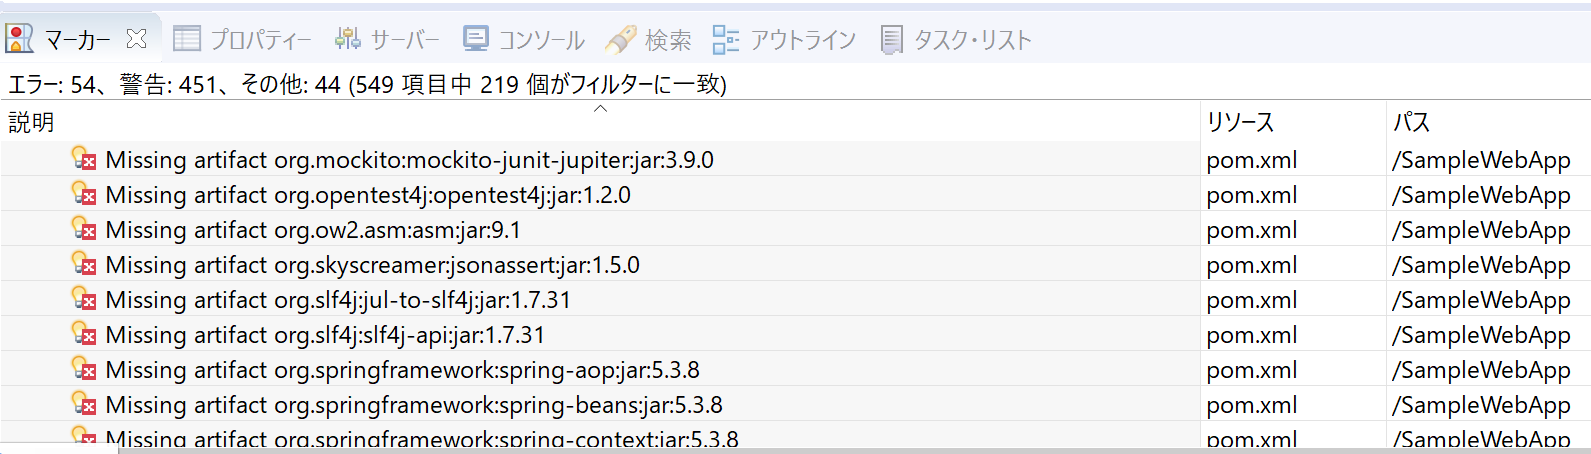 マーカー プロパティー サーバー コンソール 検索 アウトライン タスク・リスト
エラー: 54、警告: 451、その他: 44 (549 項目中 219 個がフィルターに一致)
説明 リソース パス
Missing artifact org.mockito:mockito-junit-jupiter:jar:3.9.0 pom.xml /SampleWebApp
Missing artifact org.opentest4j:opentest4j:jar:1.2.0 pom.xml /SampleWebApp
Missing artifact org.ow2.asm:asm:jar:9.1 pom.xml /SampleWebApp
Missing artifact org.skyscreamer:jsonassert:jar:1.5.0 pom.xml /SampleWebApp
Missing artifact org.slf4j:jul-to-slf4j:jar:1.7.31 pom.xml /SampleWebApp
Missing artifact org.slf4j:slf4j-api:jar:1.7.31 pom.xml /SampleWebApp
Missing artifact org.springframework:spring-aop:jar:5.3.8 pom.xml /SampleWebApp
Missing artifact org.springframework:spring-beans:jar:5.3.8 pom.xml /SampleWebApp
Missing artifact org.springframework:spring-context:jar:5.3.8 pom.xml /SampleWebApp